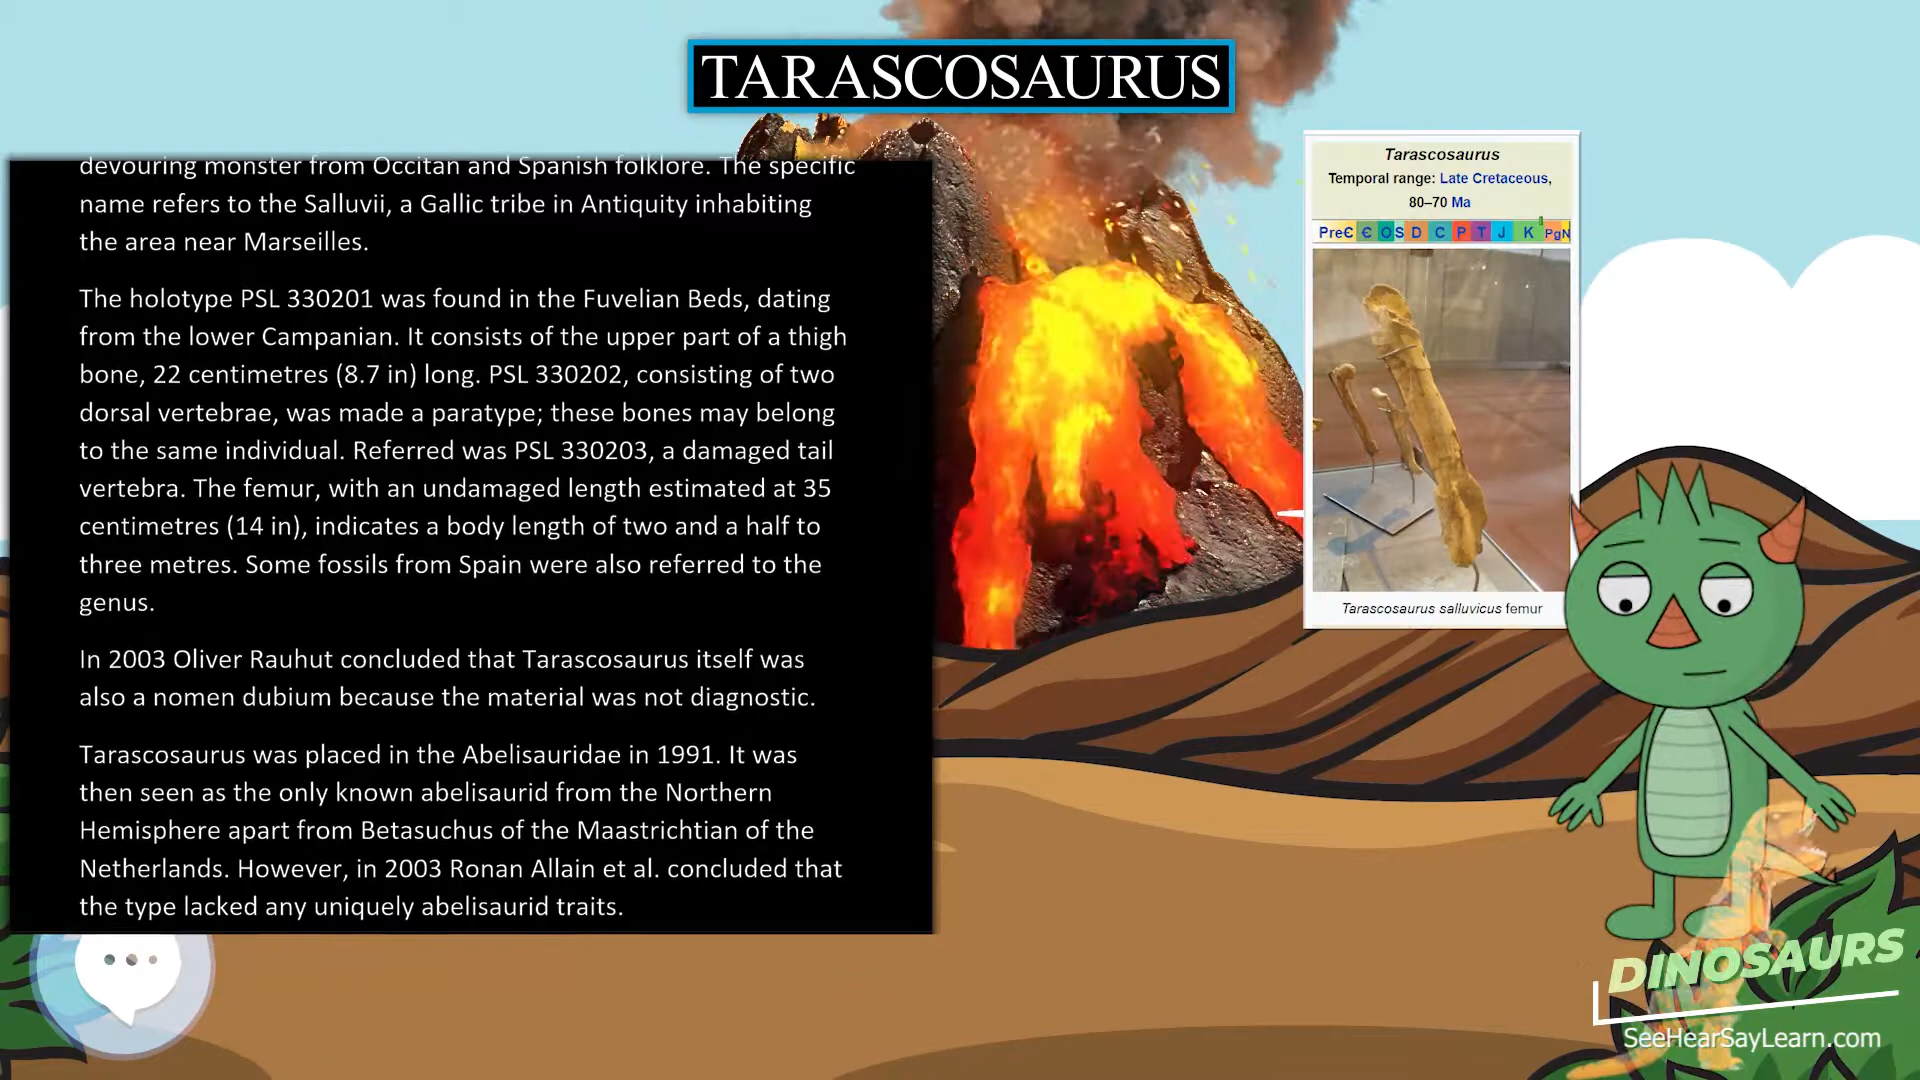 TARASCOSAURUS
devouring monster from Occitan and Spanish folklore. The specific
name refers to the Salluvii, a Gallic tribe in Antiquity inhabiting
the area near Marseilles.
The holotype PSL 330201 was found in the Fuvelian Beds, dating
from the lower Campanian. It consists of the upper part of a thigh
bone, 22 centimetres (8.7 in) long. PSL 330202, consisting of two
dorsal vertebrae, was made a paratype; these bones may belong
to the same individual. Referred was PSL 330203, a damaged tail
vertebra. The femur, with an undamaged length estimated at 35
centimetres (14 in), indicates a body length of two and a half to
three metres. Some fossils from Spain were also referred to the
genus.
In 2003 Oliver Rauhut concluded that Tarascosaurus itself was
also a nomen dubium because the material was not diagnostic.
Tarascosaurus was placed in the Abelisauridae in 1991. It was
then seen as the only known abelisaurid from the Northern
Hemisphere apart from Betasuchus of the Maastrichtian of the
Netherlands. However, in 2003 Ronan Allain et al. concluded that
the type lacked any uniquely abelisaurid traits.
Tarascosaurus
Temporal range: Late Cretaceous,
80–70 Ma
PreꞒ Ꞓ O S D C P T J K PgN
Tarascosaurus salluvicus femur
DINOSAURS
SeeHearSayLearn.com